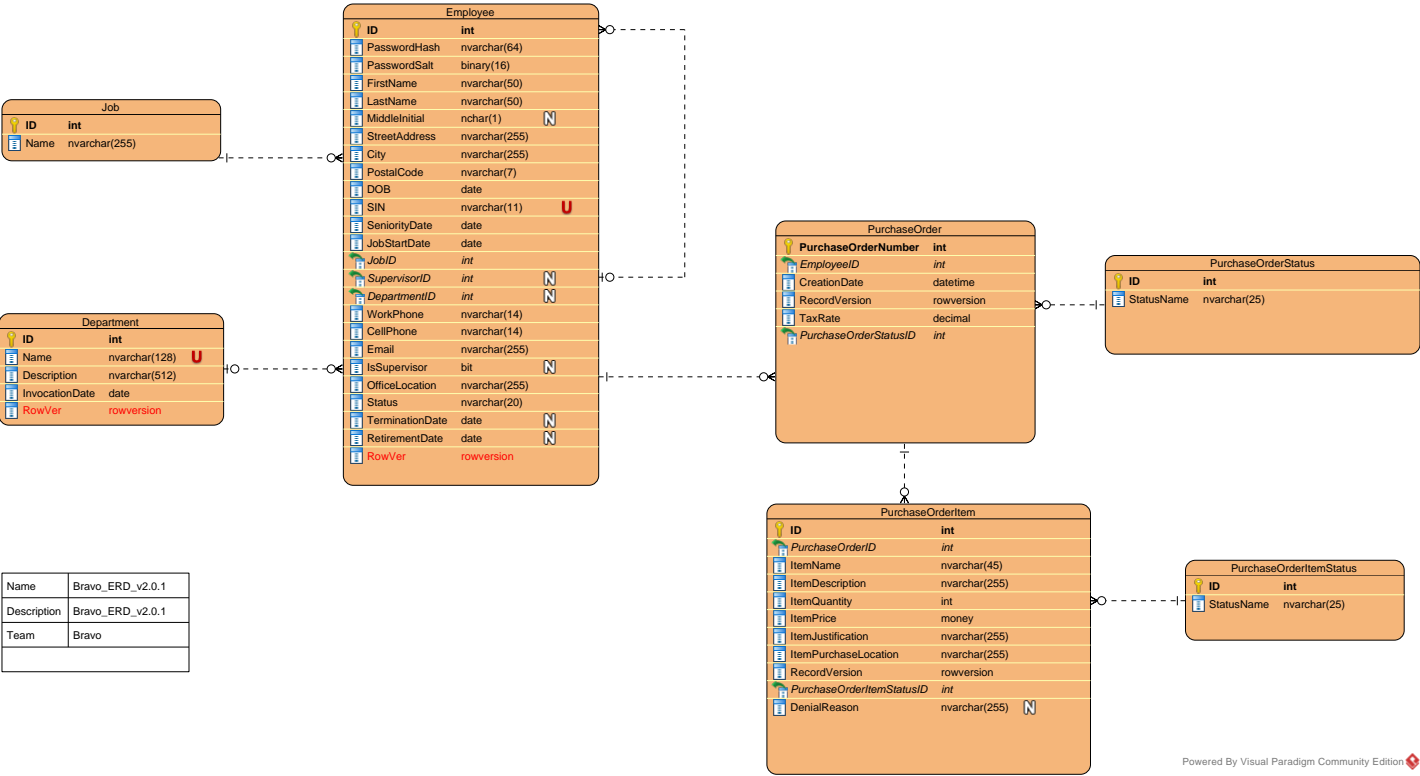 Employee
ID int
PasswordHash nvarchar(64)
PasswordSalt binary(16)
FirstName nvarchar(50)
LastName nvarchar(50)
MiddleInitial nchar(1) N
StreetAddress nvarchar(255)
City nvarchar(255)
PostalCode nvarchar(7)
DOB date
SIN nvarchar(11) U
SeniorityDate date
JobStartDate date
JobID int
SupervisorID int N
DepartmentID int N
WorkPhone nvarchar(14)
CellPhone nvarchar(14)
Email nvarchar(255)
IsSupervisor bit N
OfficeLocation nvarchar(255)
Status nvarchar(20)
TerminationDate date N
RetirementDate date N
RowVer rowversion
Job
ID int
Name nvarchar(255)
Department
ID int
Name nvarchar(128) U
Description nvarchar(512)
InvocationDate date
RowVer rowversion
PurchaseOrder
PurchaseOrderNumber int
EmployeeID int
CreationDate datetime
RecordVersion rowversion
TaxRate decimal
PurchaseOrderStatusID int
PurchaseOrderStatus
ID int
StatusName nvarchar(25)
PurchaseOrderItem
ID int
PurchaseOrderID int
ItemName nvarchar(45)
ItemDescription nvarchar(255)
ItemQuantity int
ItemPrice money
ItemJustification nvarchar(255)
ItemPurchaseLocation nvarchar(255)
RecordVersion rowversion
PurchaseOrderItemStatusID int
DenialReason nvarchar(255) N
PurchaseOrderItemStatus
ID int
StatusName nvarchar(25)
Name Bravo_ERD_v2.0.1
Description Bravo_ERD_v2.0.1
Team Bravo
Powered By Visual Paradigm Community Edition